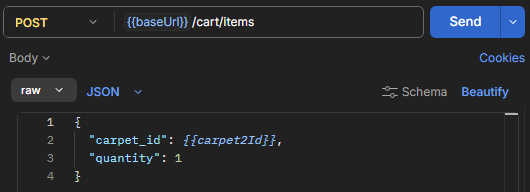 POST {{baseUrl}} /cart/items Send
Body Cookies
raw JSON Schema Beautify
1 {
2 "carpet_id": {{carpet2Id}},
3 "quantity": 1
4 }